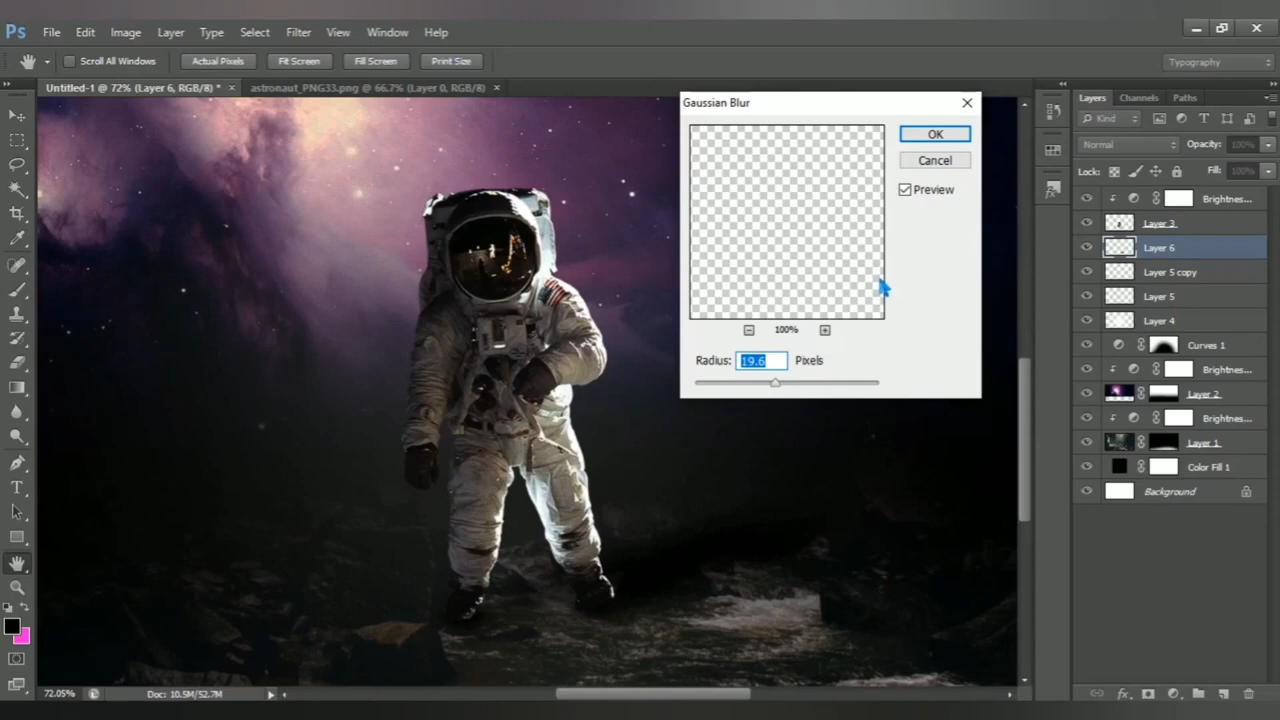 Ps File Edit Image Layer Type Select Filter View Window Help
Scroll All Windows Actual Pixels Fit Screen Fill Screen Print Size Typography
Untitled-1 @ 72% (Layer 6, RGB/8) * × astronaut_PNG33.png @ 66.7% (Layer 0, RGB/8) ×
Gaussian Blur
OK
Cancel
Preview
100%
Radius: 19.6 Pixels
Layers Channels Paths
Kind
Normal Opacity: 100%
Lock: Fill: 100%
Brightnes...
Layer 3
Layer 6
Layer 5 copy
Layer 5
Layer 4
Curves 1
Brightnes...
Layer 2
Brightnes...
Layer 1
Color Fill 1
Background
72.05% Doc: 10.5M/52.7M